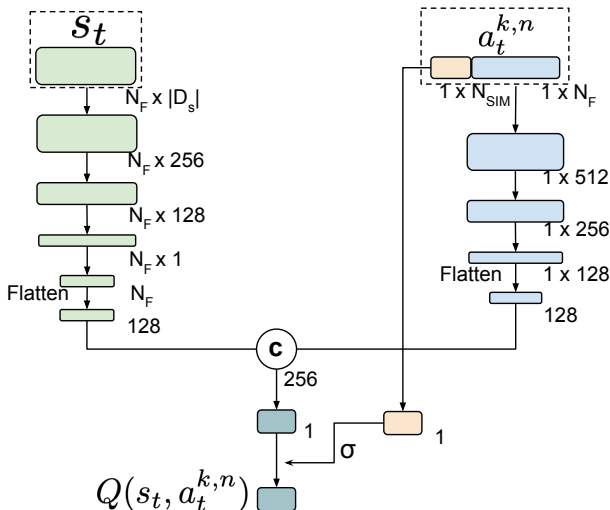 s_t
N_F x |D_s|
N_F x 256
N_F x 128
N_F x 1
Flatten
N_F
128
a_t^{k,n}
1 x N_SIM
1 x N_F
1 x 512
1 x 256
Flatten
1 x 128
128
c
256
1
1
σ
Q(s_t, a_t^{k,n})